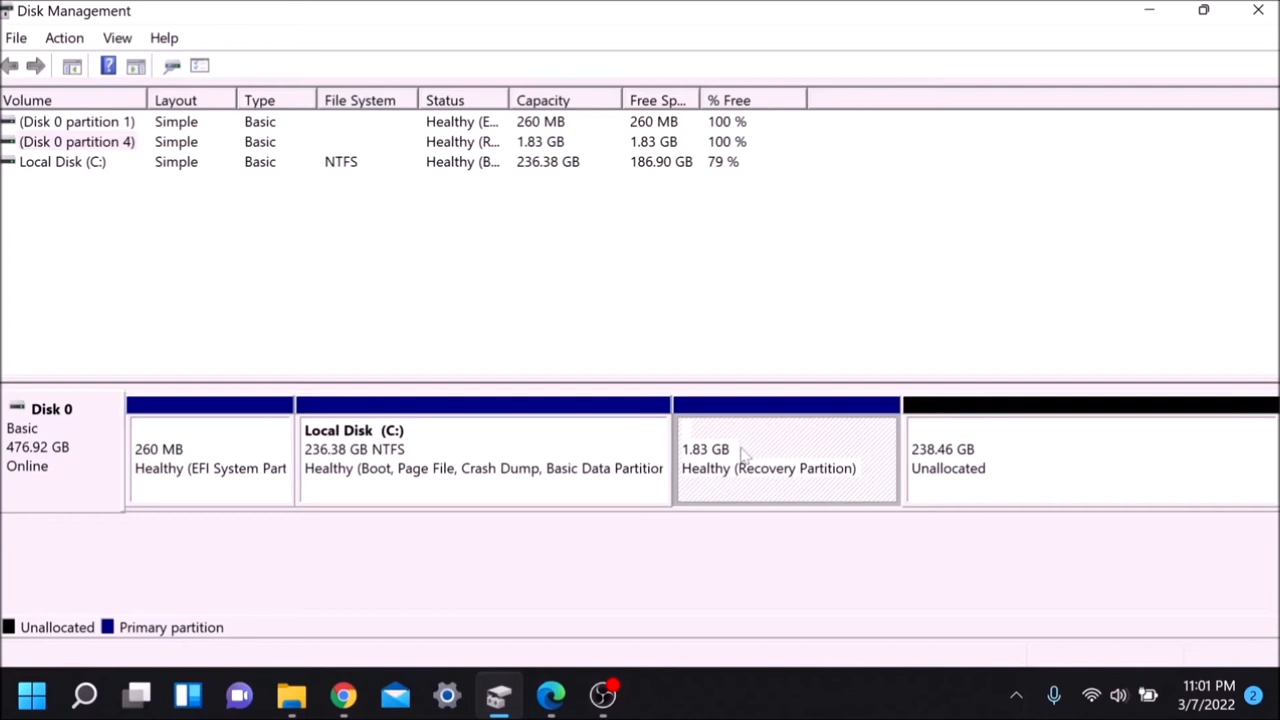 Disk Management
File Action View Help
Volume Layout Type File System Status Capacity Free Sp... % Free
(Disk 0 partition 1) Simple Basic Healthy (E... 260 MB 260 MB 100 %
(Disk 0 partition 4) Simple Basic Healthy (R... 1.83 GB 1.83 GB 100 %
Local Disk (C:) Simple Basic NTFS Healthy (B... 236.38 GB 186.90 GB 79 %
Disk 0
Basic
476.92 GB
Online
260 MB
Healthy (EFI System Part
Local Disk (C:)
236.38 GB NTFS
Healthy (Boot, Page File, Crash Dump, Basic Data Partitior
1.83 GB
Healthy (Recovery Partition)
238.46 GB
Unallocated
Unallocated Primary partition
11:01 PM
3/7/2022
2